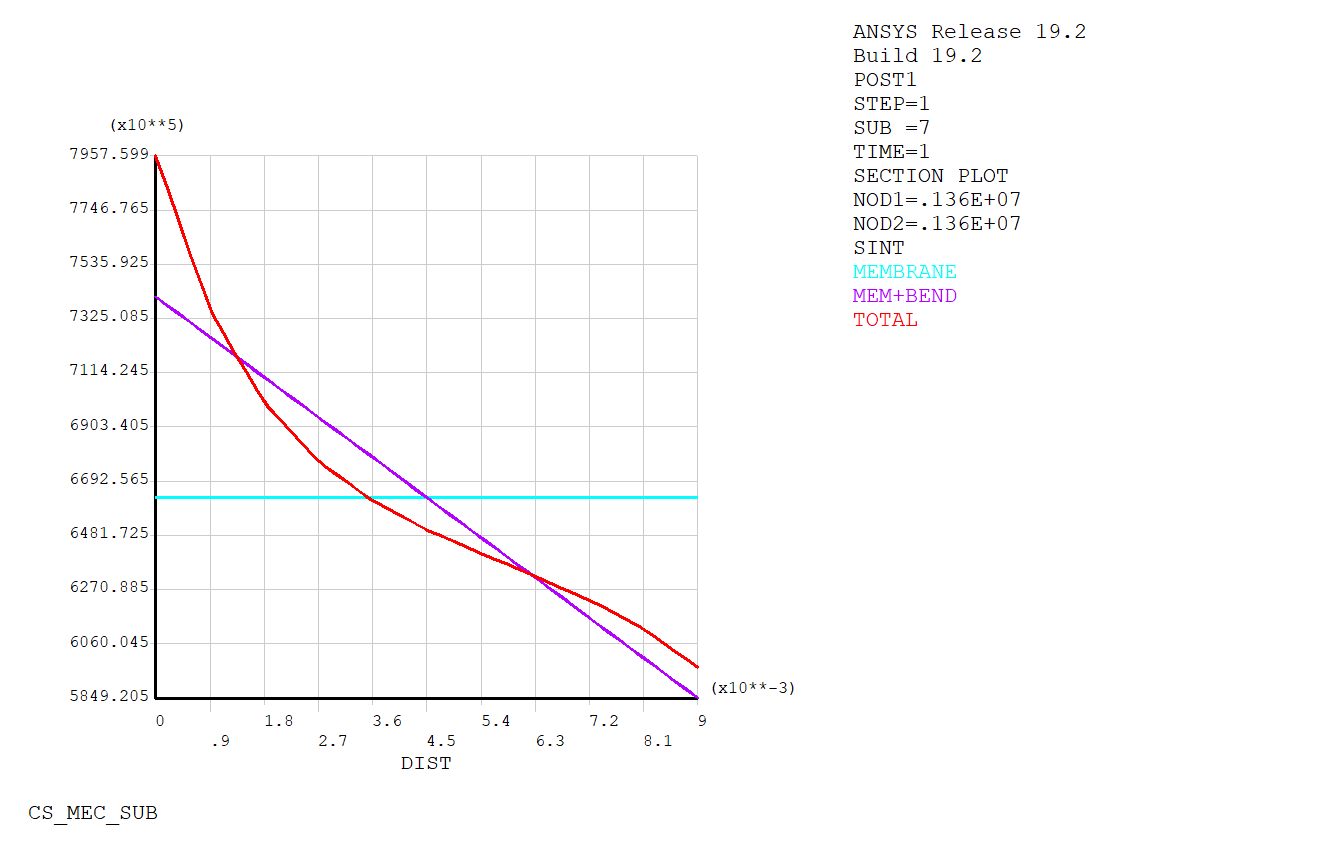 ANSYS Release 19.2
Build 19.2
POST1
STEP=1
SUB =7
TIME=1
SECTION PLOT
NOD1=.136E+07
NOD2=.136E+07
SINT
MEMBRANE
MEM+BEND
TOTAL
(x10**5)
7957.599
7746.765
7535.925
7325.085
7114.245
6903.405
6692.565
6481.725
6270.885
6060.045
5849.205
(x10**-3)
0 1.8 3.6 5.4 7.2 9
.9 2.7 4.5 6.3 8.1
DIST
CS_MEC_SUB